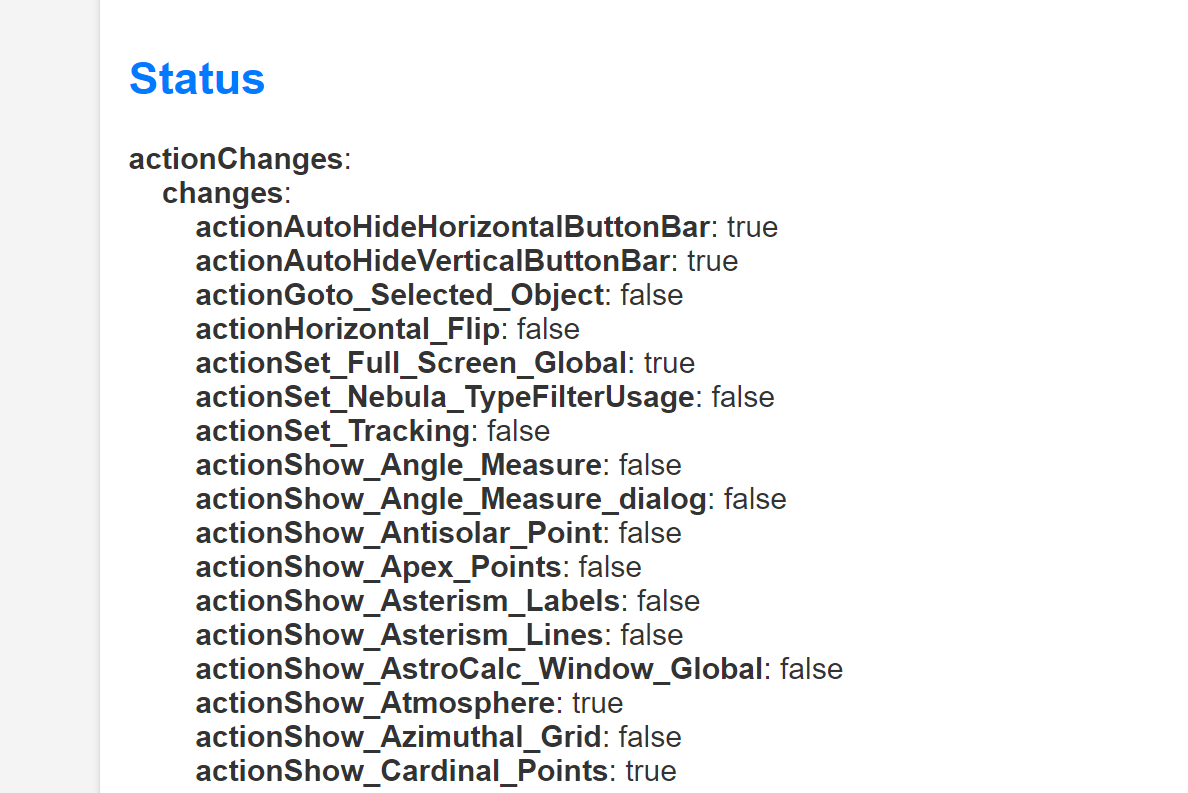 Status
actionChanges:
changes:
actionAutoHideHorizontalButtonBar: true
actionAutoHideVerticalButtonBar: true
actionGoto_Selected_Object: false
actionHorizontal_Flip: false
actionSet_Full_Screen_Global: true
actionSet_Nebula_TypeFilterUsage: false
actionSet_Tracking: false
actionShow_Angle_Measure: false
actionShow_Angle_Measure_dialog: false
actionShow_Antisolar_Point: false
actionShow_Apex_Points: false
actionShow_Asterism_Labels: false
actionShow_Asterism_Lines: false
actionShow_AstroCalc_Window_Global: false
actionShow_Atmosphere: true
actionShow_Azimuthal_Grid: false
actionShow_Cardinal_Points: true